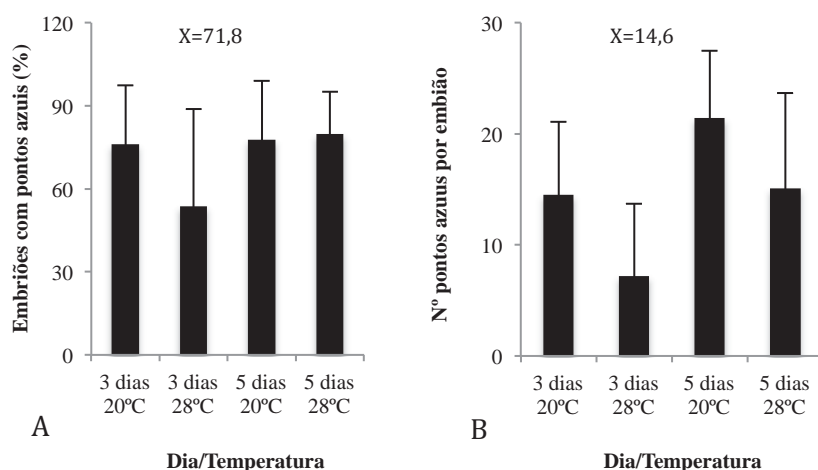 X=71,8
Embriões com pontos azuis (%)
120
90
60
30
0
3 dias 3 dias 5 dias 5 dias
20ºC 28ºC 20ºC 28ºC
A
Dia/Temperatura
X=14,6
Nº pontos azuus por embião
30
20
10
0
3 dias 3 dias 5 dias 5 dias
20ºC 28ºC 20ºC 28ºC
B
Dia/Temperatura